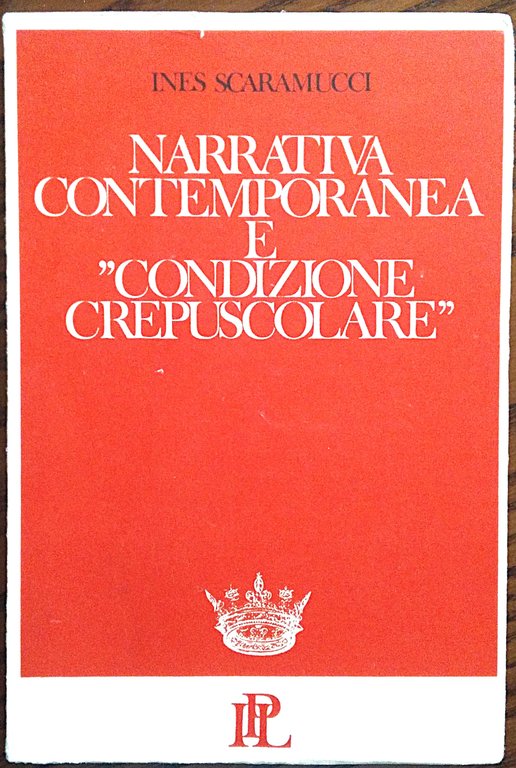 INES SCARAMUCCI
NARRATIVA
CONTEMPORANEA
E
"CONDIZIONE
CREPUSCOLARE"
IPL